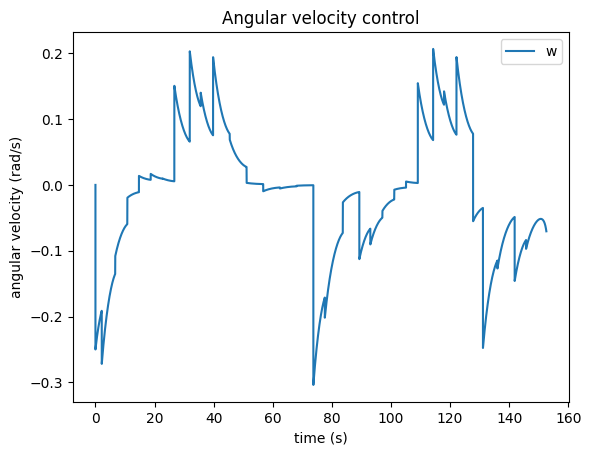 Angular velocity control
w
angular velocity (rad/s)
0.2
0.1
0.0
−0.1
−0.2
−0.3
0 20 40 60 80 100 120 140 160
time (s)